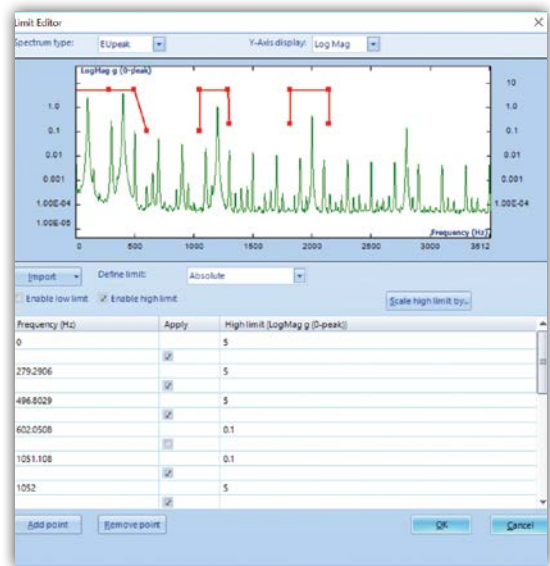 Limit Editor
Spectrum type: EUpeak Y-Axis display: Log Mag
LogMag g (0-peak)
10
1.0 1.0
0.1 0.1
0.01 0.01
0.001 0.001
1.00E-04 1.00E-04
1.00E-05
Frequency (Hz)
0 500 1000 1500 2000 2500 3000 3512
Import Define limit: Absolute
Enable low limit Enable high limit Scale high limit by...
Frequency (Hz) Apply High limit (LogMag g (0-peak))
0 5
279.2906 5
496.8029 5
602.0508 0.1
1051.108 0.1
1052 5
Add point Remove point OK Cancel